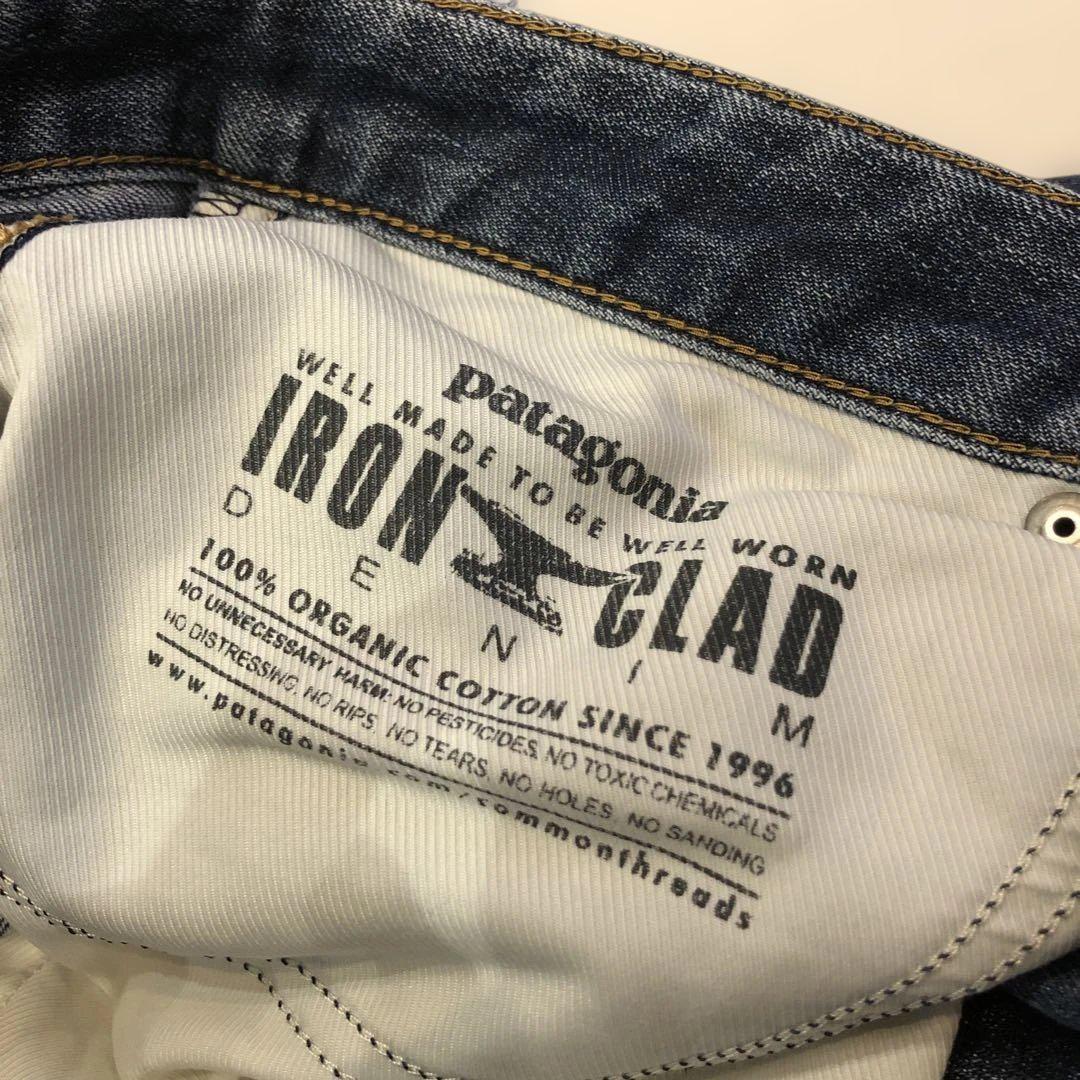 patagonia
WELL MADE TO BE WELL WORN
IRON CLAD
D E N I M
100% ORGANIC COTTON SINCE 1996
NO UNNECESSARY HARM: NO PESTICIDES, NO TOXIC CHEMICALS
NO DISTRESSING, NO RIPS, NO TEARS, NO HOLES, NO SANDING
www.patagonia.com/commonthreads